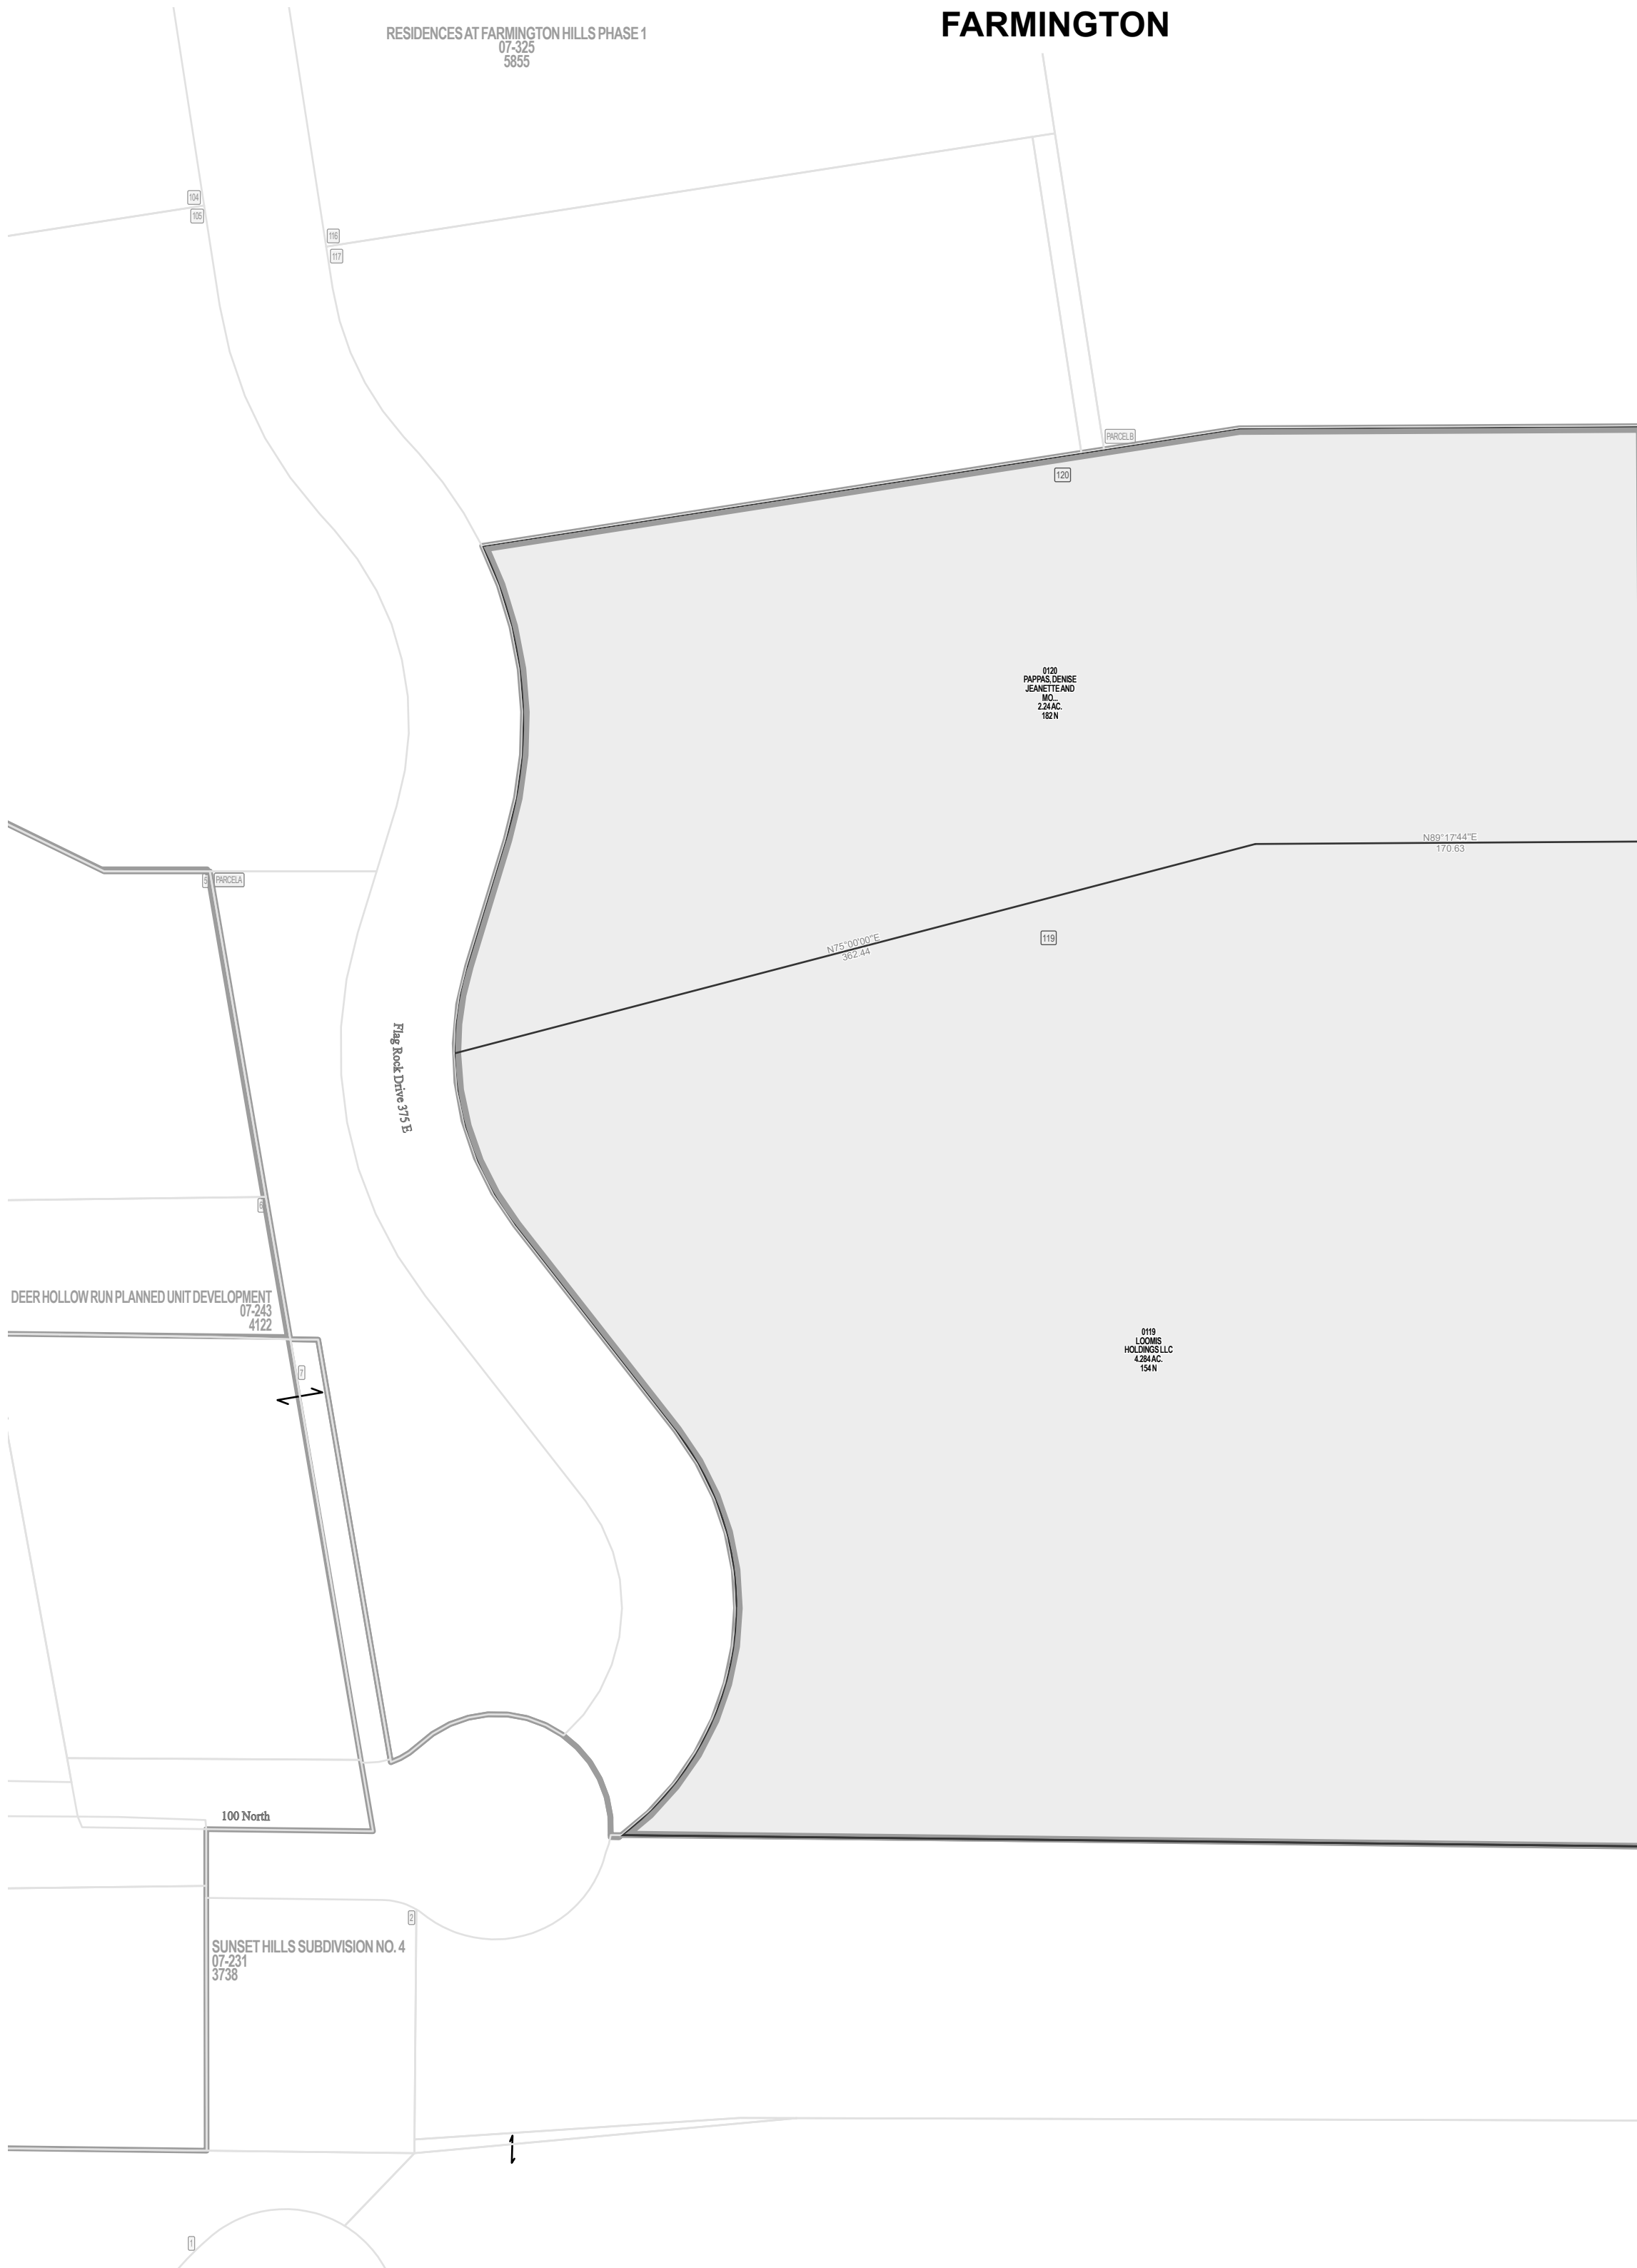 FARMINGTON
RESIDENCES AT FARMINGTON HILLS PHASE 1
07-325
5855
104
105
116
117
PARCEL B
120
0120
PAPPAS, DENISE
JEANETTE AND
MO...
2.24 AC.
182 N
N89°17'44"E
170.63
5
PARCEL A
N75°00'00"E
362.44
119
Flag Rock Drive 375 E
6
DEER HOLLOW RUN PLANNED UNIT DEVELOPMENT
07-243
4122
7
0119
LOOMIS
HOLDINGS LLC
4.284 AC.
154 N
100 North
2
SUNSET HILLS SUBDIVISION NO. 4
07-231
3738
1